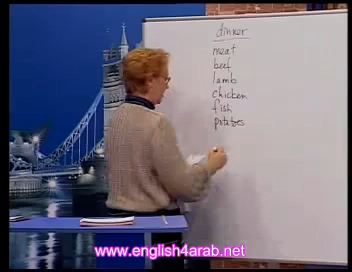 dinner
meat
beef
lamb
chicken
fish
potatoes
www.english4arab.net